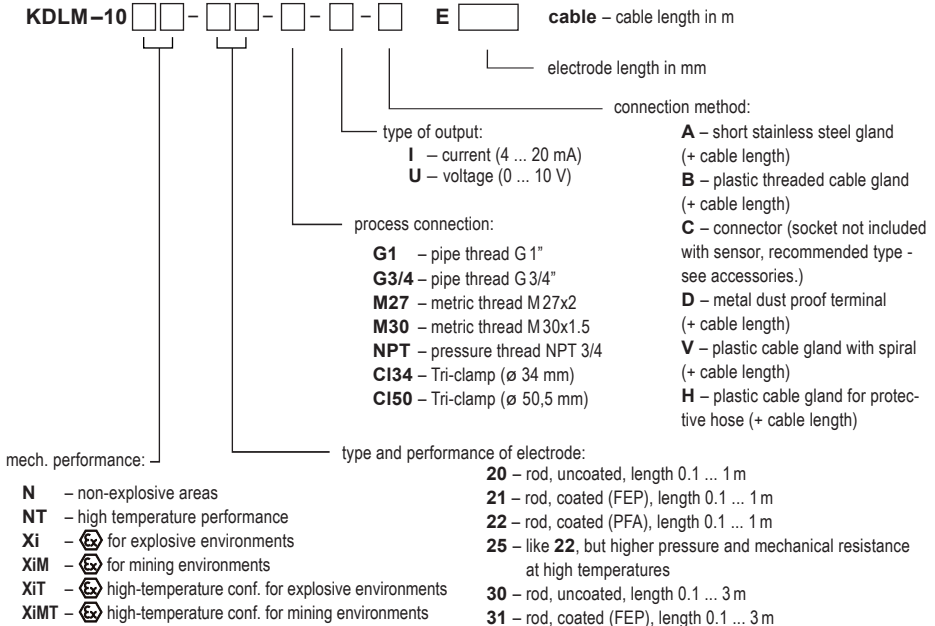 KDLM–10 – – – – E cable – cable length in m
electrode length in mm
connection method:
A – short stainless steel gland
(+ cable length)
B – plastic threaded cable gland
(+ cable length)
C – connector (socket not included
with sensor, recommended type -
see accessories.)
D – metal dust proof terminal
(+ cable length)
V – plastic cable gland with spiral
(+ cable length)
H – plastic cable gland for protec-
tive hose (+ cable length)
type of output:
I – current (4 ... 20 mA)
U – voltage (0 ... 10 V)
process connection:
G1 – pipe thread G 1”
G3/4 – pipe thread G 3/4”
M27 – metric thread M 27x2
M30 – metric thread M 30x1.5
NPT – pressure thread NPT 3/4
Cl34 – Tri-clamp (ø 34 mm)
Cl50 – Tri-clamp (ø 50,5 mm)
type and performance of electrode:
20 – rod, uncoated, length 0.1 ... 1 m
21 – rod, coated (FEP), length 0.1 ... 1 m
22 – rod, coated (PFA), length 0.1 ... 1 m
25 – like 22, but higher pressure and mechanical resistance
at high temperatures
30 – rod, uncoated, length 0.1 ... 3 m
31 – rod, coated (FEP), length 0.1 ... 3 m
mech. performance:
N – non-explosive areas
NT – high temperature performance
Xi – Ex for explosive environments
XiM – Ex for mining environments
XiT – Ex high-temperature conf. for explosive environments
XiMT – Ex high-temperature conf. for mining environments